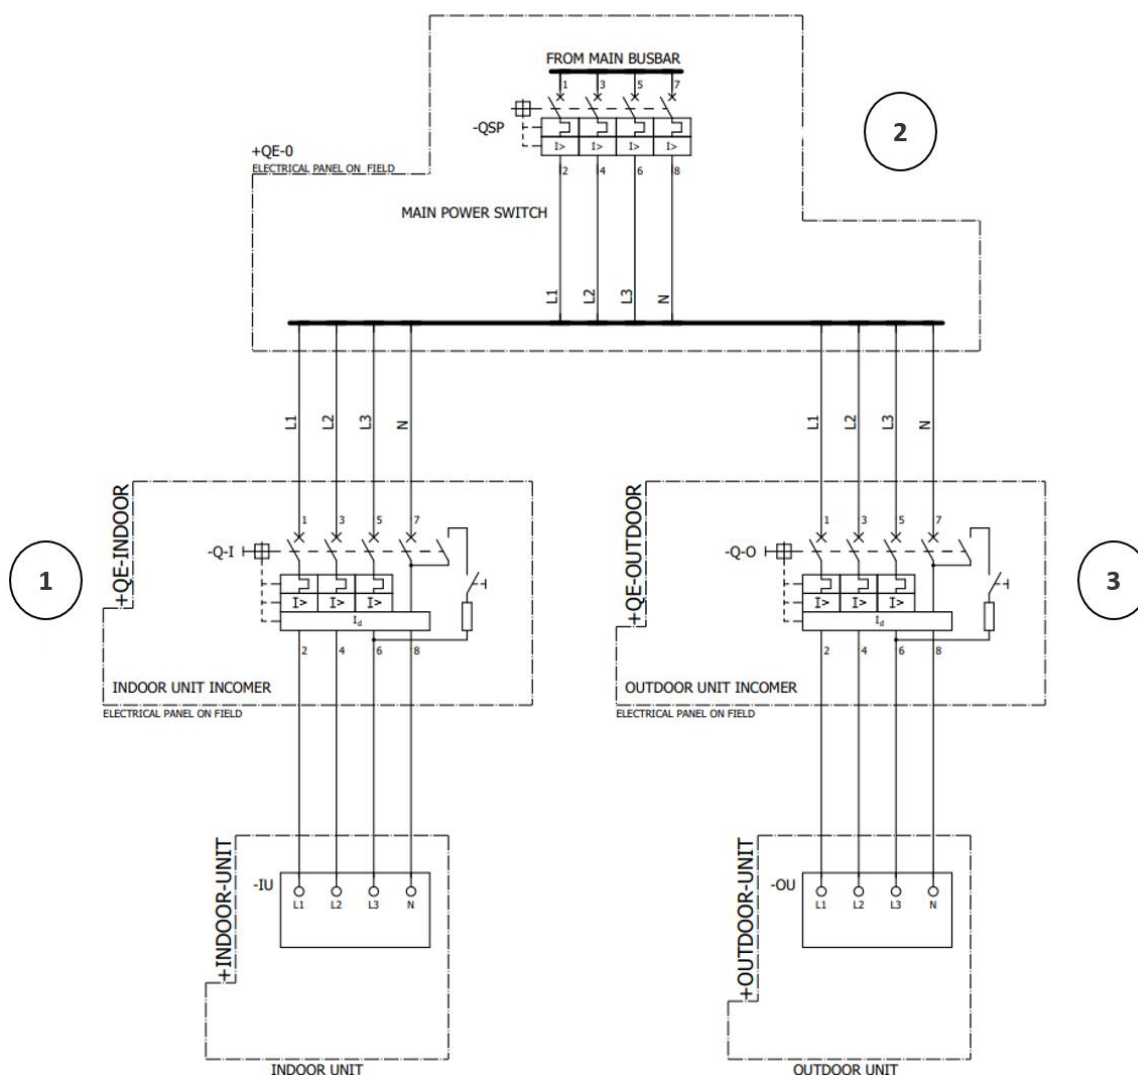 FROM MAIN BUSBAR
1 3 5 7
2
-QSP
I> I> I> I>
+QE-0
ELECTRICAL PANEL ON FIELD
2 4 6 8
MAIN POWER SWITCH
L1 L2 L3 N
L1 L2 L3 N
L1 L2 L3 N
+QE-INDOOR
1 3 5 7
-Q-I
1
I> I> I>
Id
2 4 6 8
INDOOR UNIT INCOMER
ELECTRICAL PANEL ON FIELD
+QE-OUTDOOR
1 3 5 7
-Q-O
3
I> I> I>
Id
2 4 6 8
OUTDOOR UNIT INCOMER
ELECTRICAL PANEL ON FIELD
+INDOOR-UNIT
-IU
L1 L2 L3 N
INDOOR UNIT
+OUTDOOR-UNIT
-OU
L1 L2 L3 N
OUTDOOR UNIT